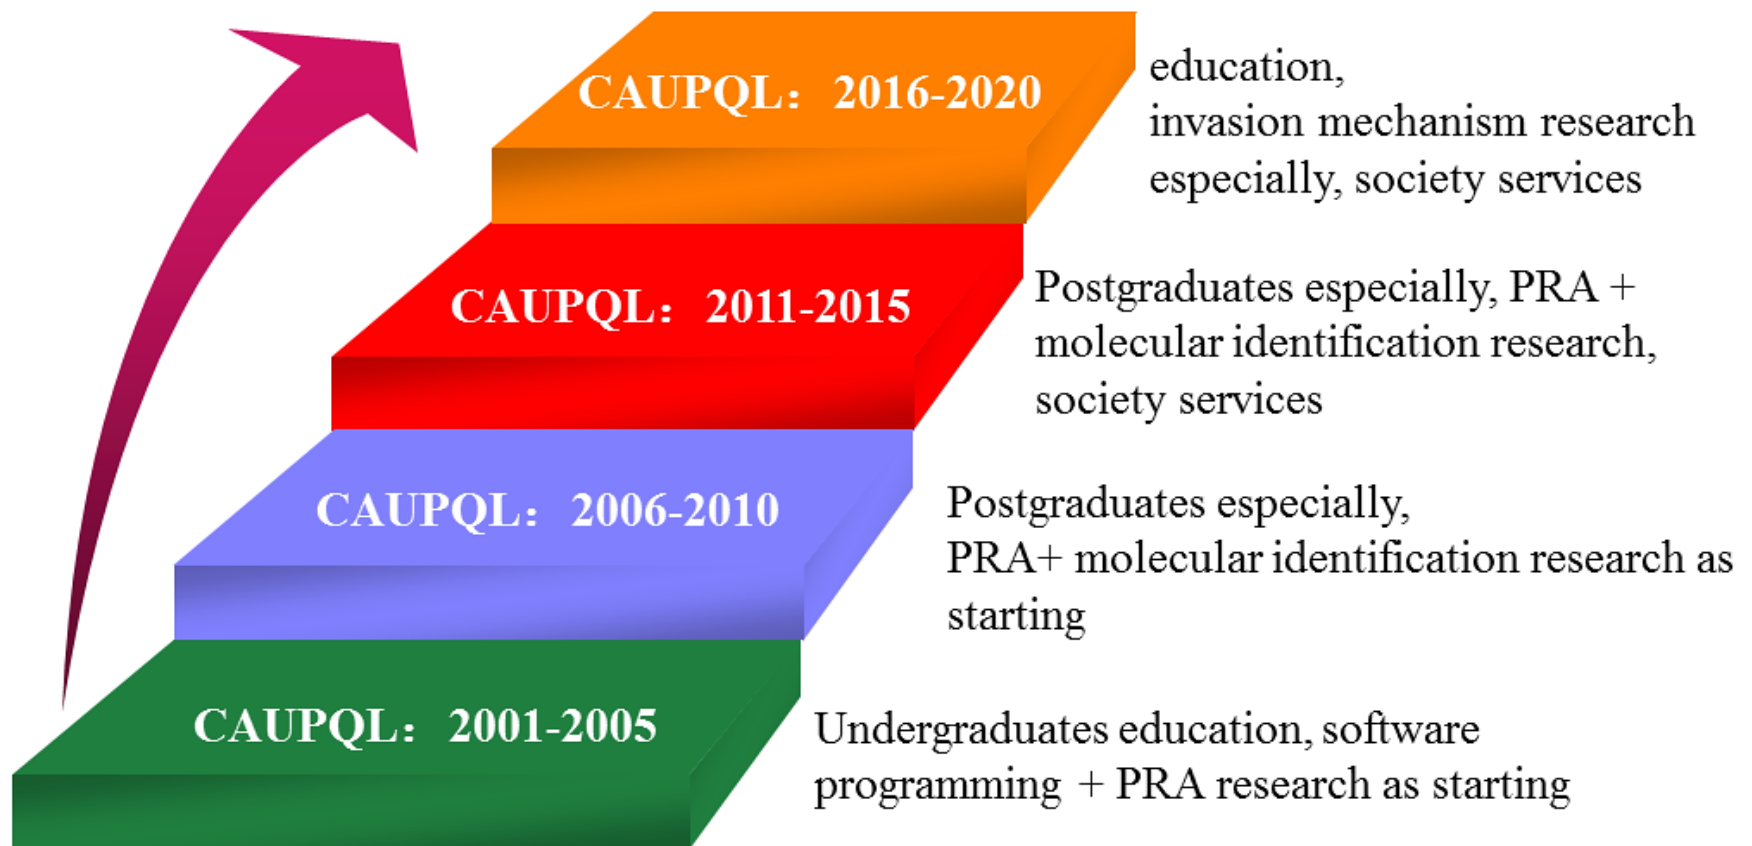 CAUPQL：2016-2020
education,
invasion mechanism research
especially, society services
CAUPQL：2011-2015
Postgraduates especially, PRA +
molecular identification research,
society services
CAUPQL：2006-2010
Postgraduates especially,
PRA+ molecular identification research as
starting
CAUPQL：2001-2005
Undergraduates education, software
programming + PRA research as starting